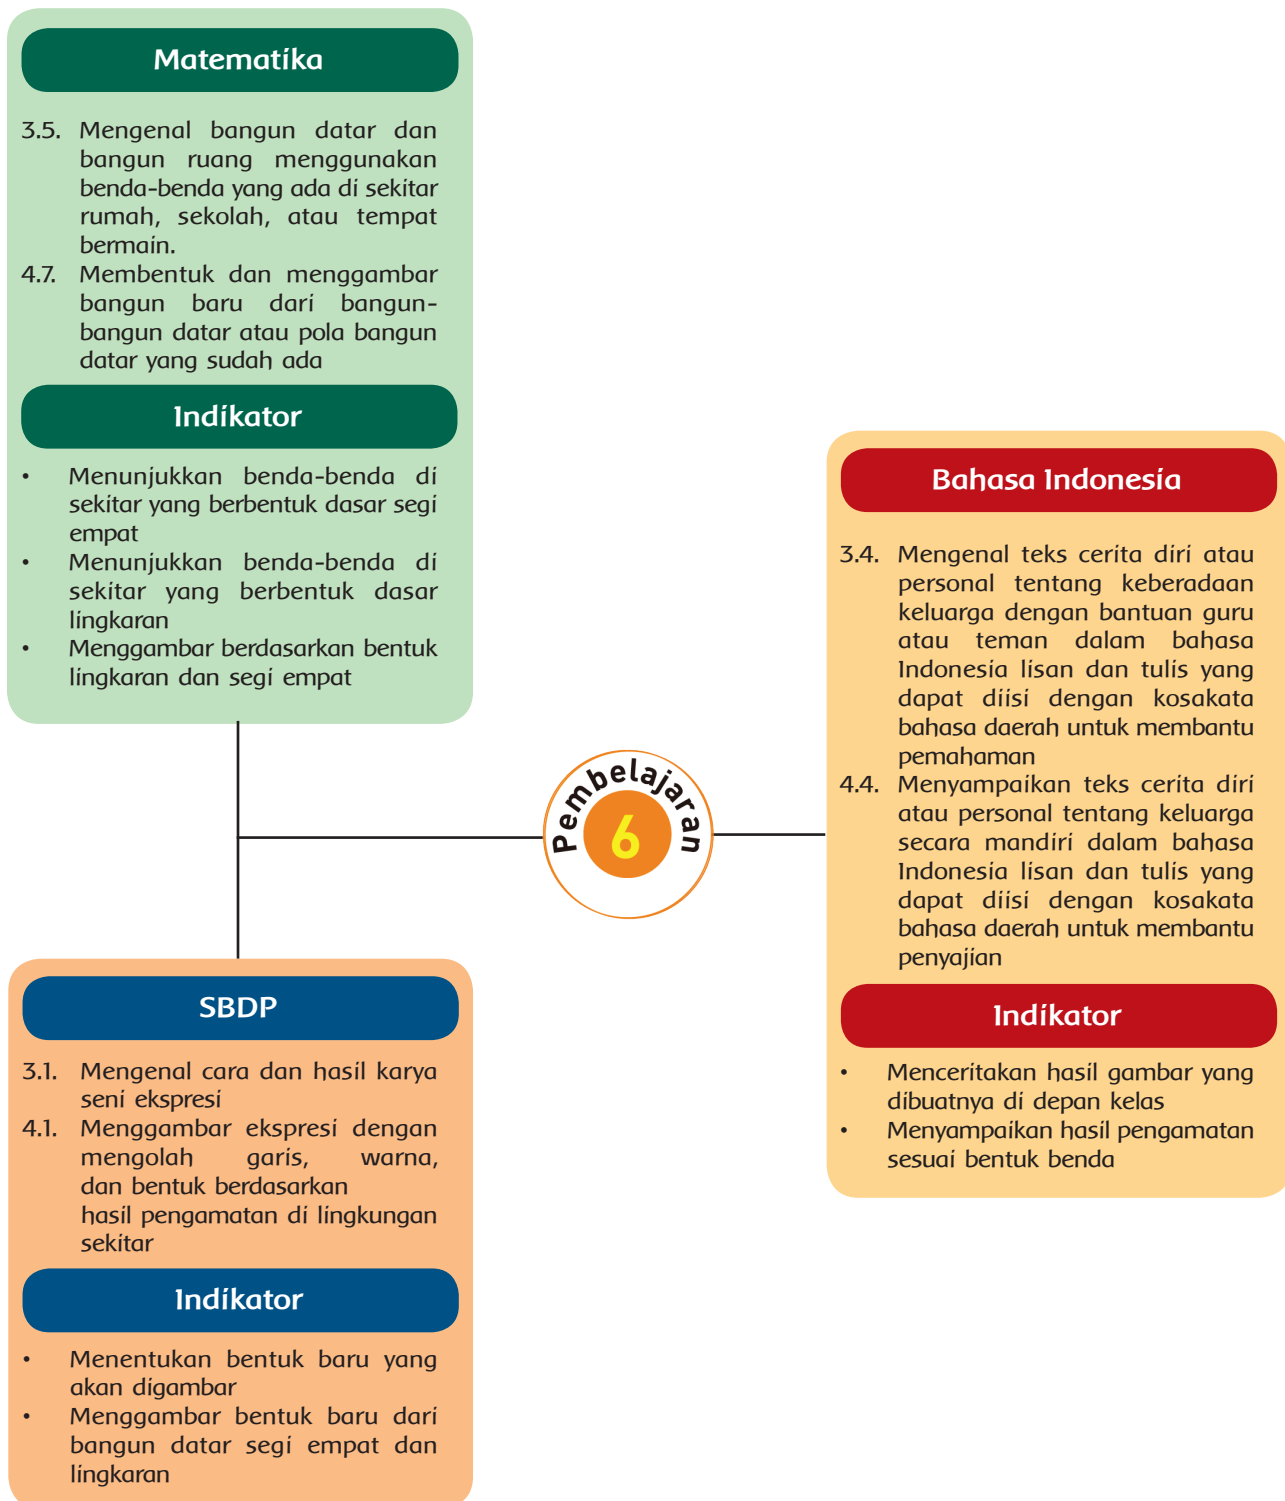 Matematika
3.5. Mengenal bangun datar dan
bangun ruang menggunakan
benda-benda yang ada di sekitar
rumah, sekolah, atau tempat
bermain.
4.7. Membentuk dan menggambar
bangun baru dari bangun-
bangun datar atau pola bangun
datar yang sudah ada
Indikator
• Menunjukkan benda-benda di
sekitar yang berbentuk dasar segi
empat
• Menunjukkan benda-benda di
sekitar yang berbentuk dasar
lingkaran
• Menggambar berdasarkan bentuk
lingkaran dan segi empat
Pembelajaran
6
Bahasa Indonesia
3.4. Mengenal teks cerita diri atau
personal tentang keberadaan
keluarga dengan bantuan guru
atau teman dalam bahasa
Indonesia lisan dan tulis yang
dapat diisi dengan kosakata
bahasa daerah untuk membantu
pemahaman
4.4. Menyampaikan teks cerita diri
atau personal tentang keluarga
secara mandiri dalam bahasa
Indonesia lisan dan tulis yang
dapat diisi dengan kosakata
bahasa daerah untuk membantu
penyajian
Indikator
• Menceritakan hasil gambar yang
dibuatnya di depan kelas
• Menyampaikan hasil pengamatan
sesuai bentuk benda
SBDP
3.1. Mengenal cara dan hasil karya
seni ekspresi
4.1. Menggambar ekspresi dengan
mengolah garis, warna,
dan bentuk berdasarkan
hasil pengamatan di lingkungan
sekitar
Indikator
• Menentukan bentuk baru yang
akan digambar
• Menggambar bentuk baru dari
bangun datar segi empat dan
lingkaran